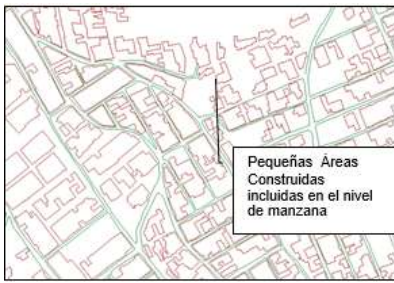 Pequeñas Áreas
Construidas
incluidas en el nivel
de manzana